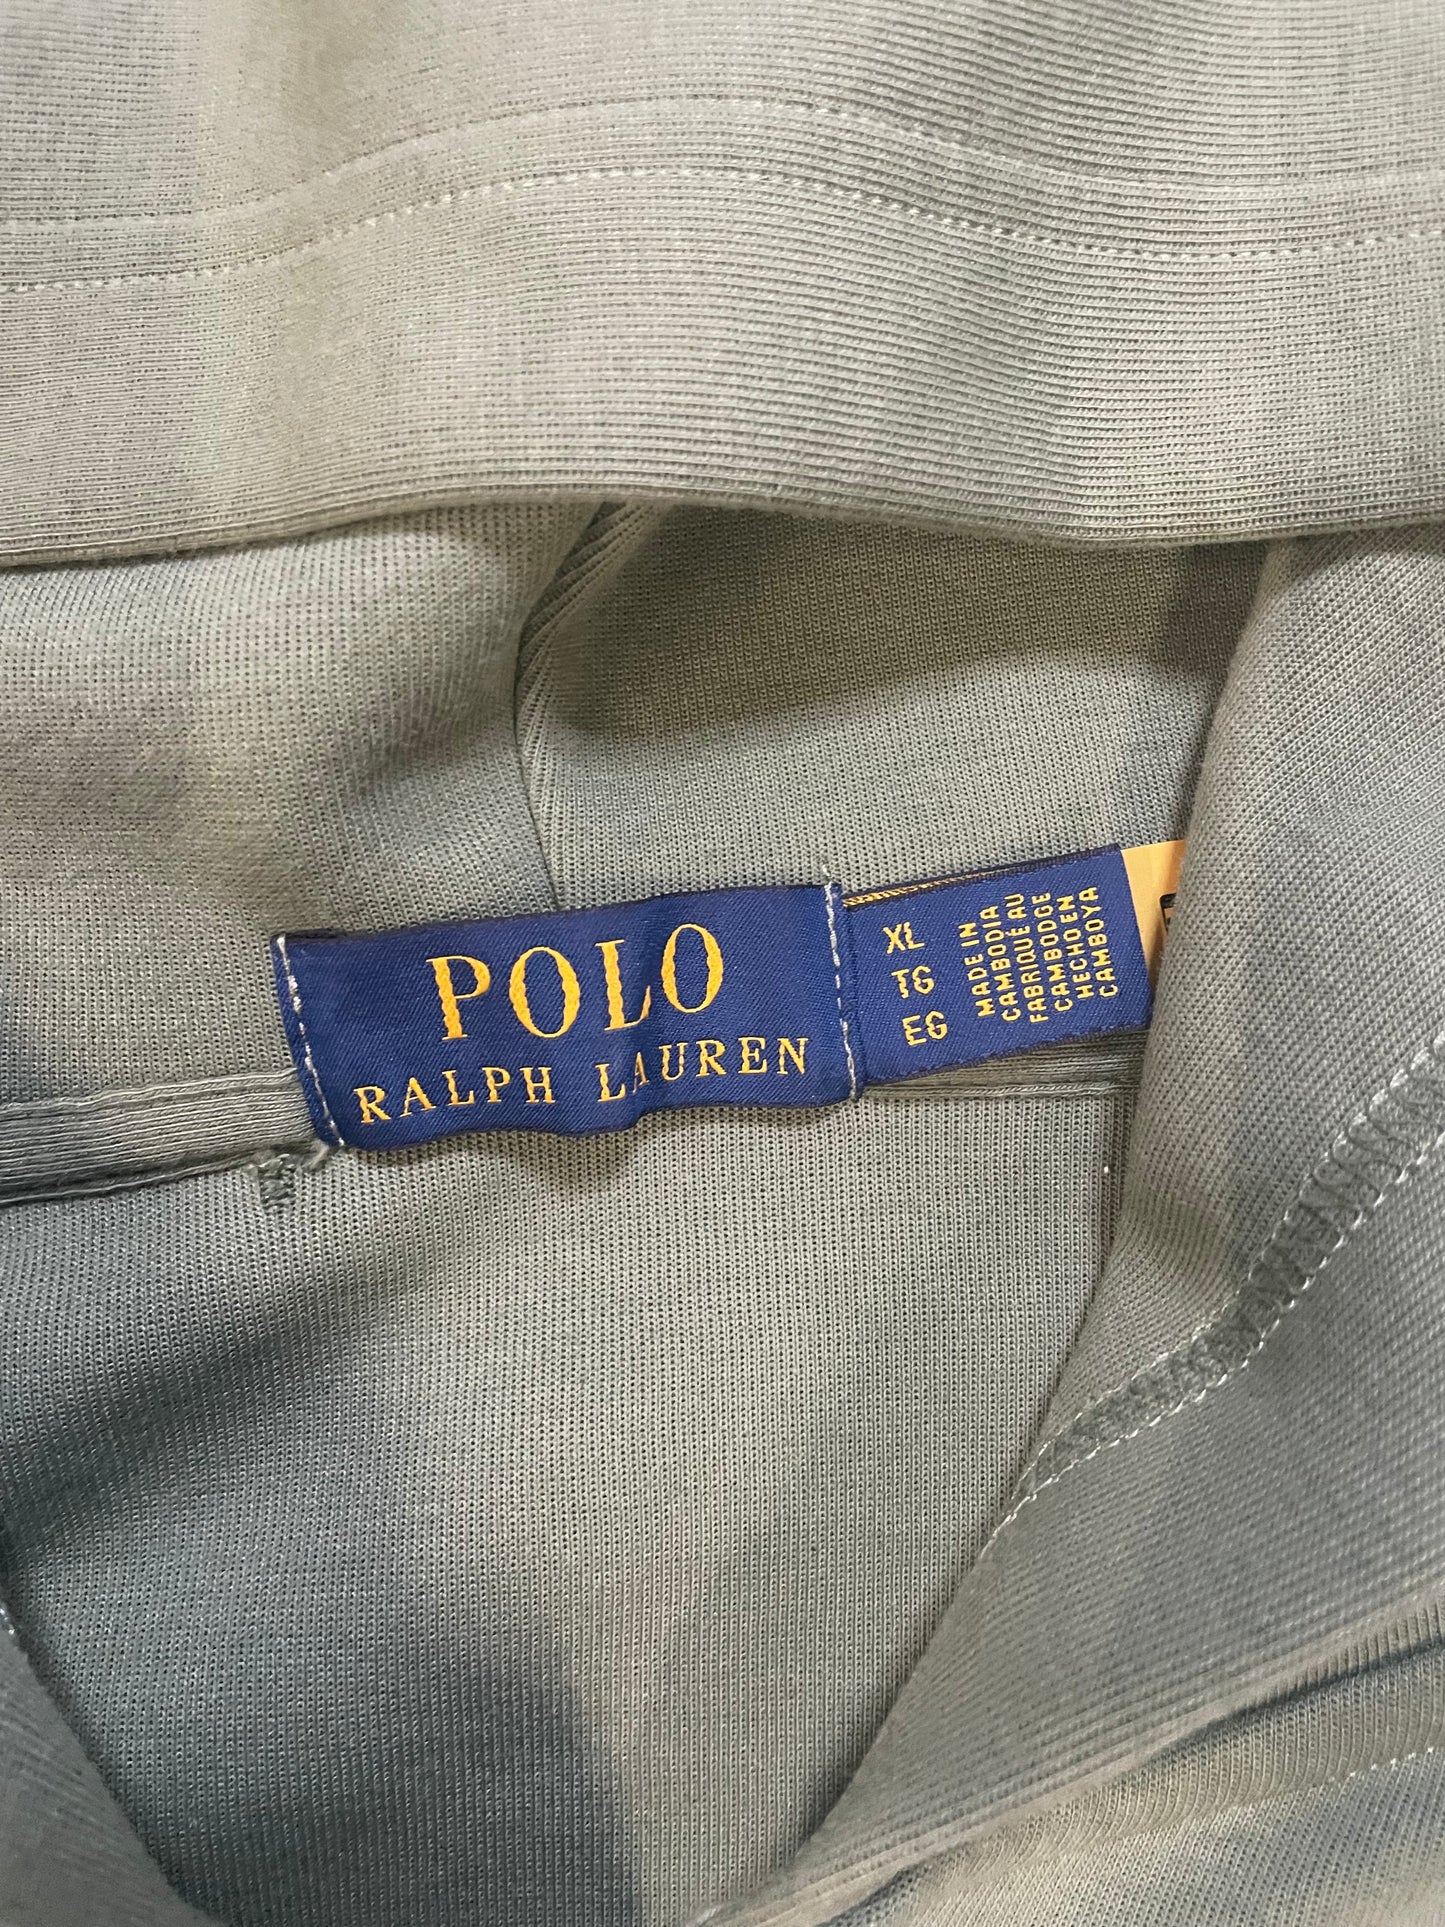 POLO
RALPH LAUREN
XL
TG
EG
MADE IN
CAMBODIA
FABRIQUÉ AU
CAMBODGE
HECHO EN
CAMBOYA